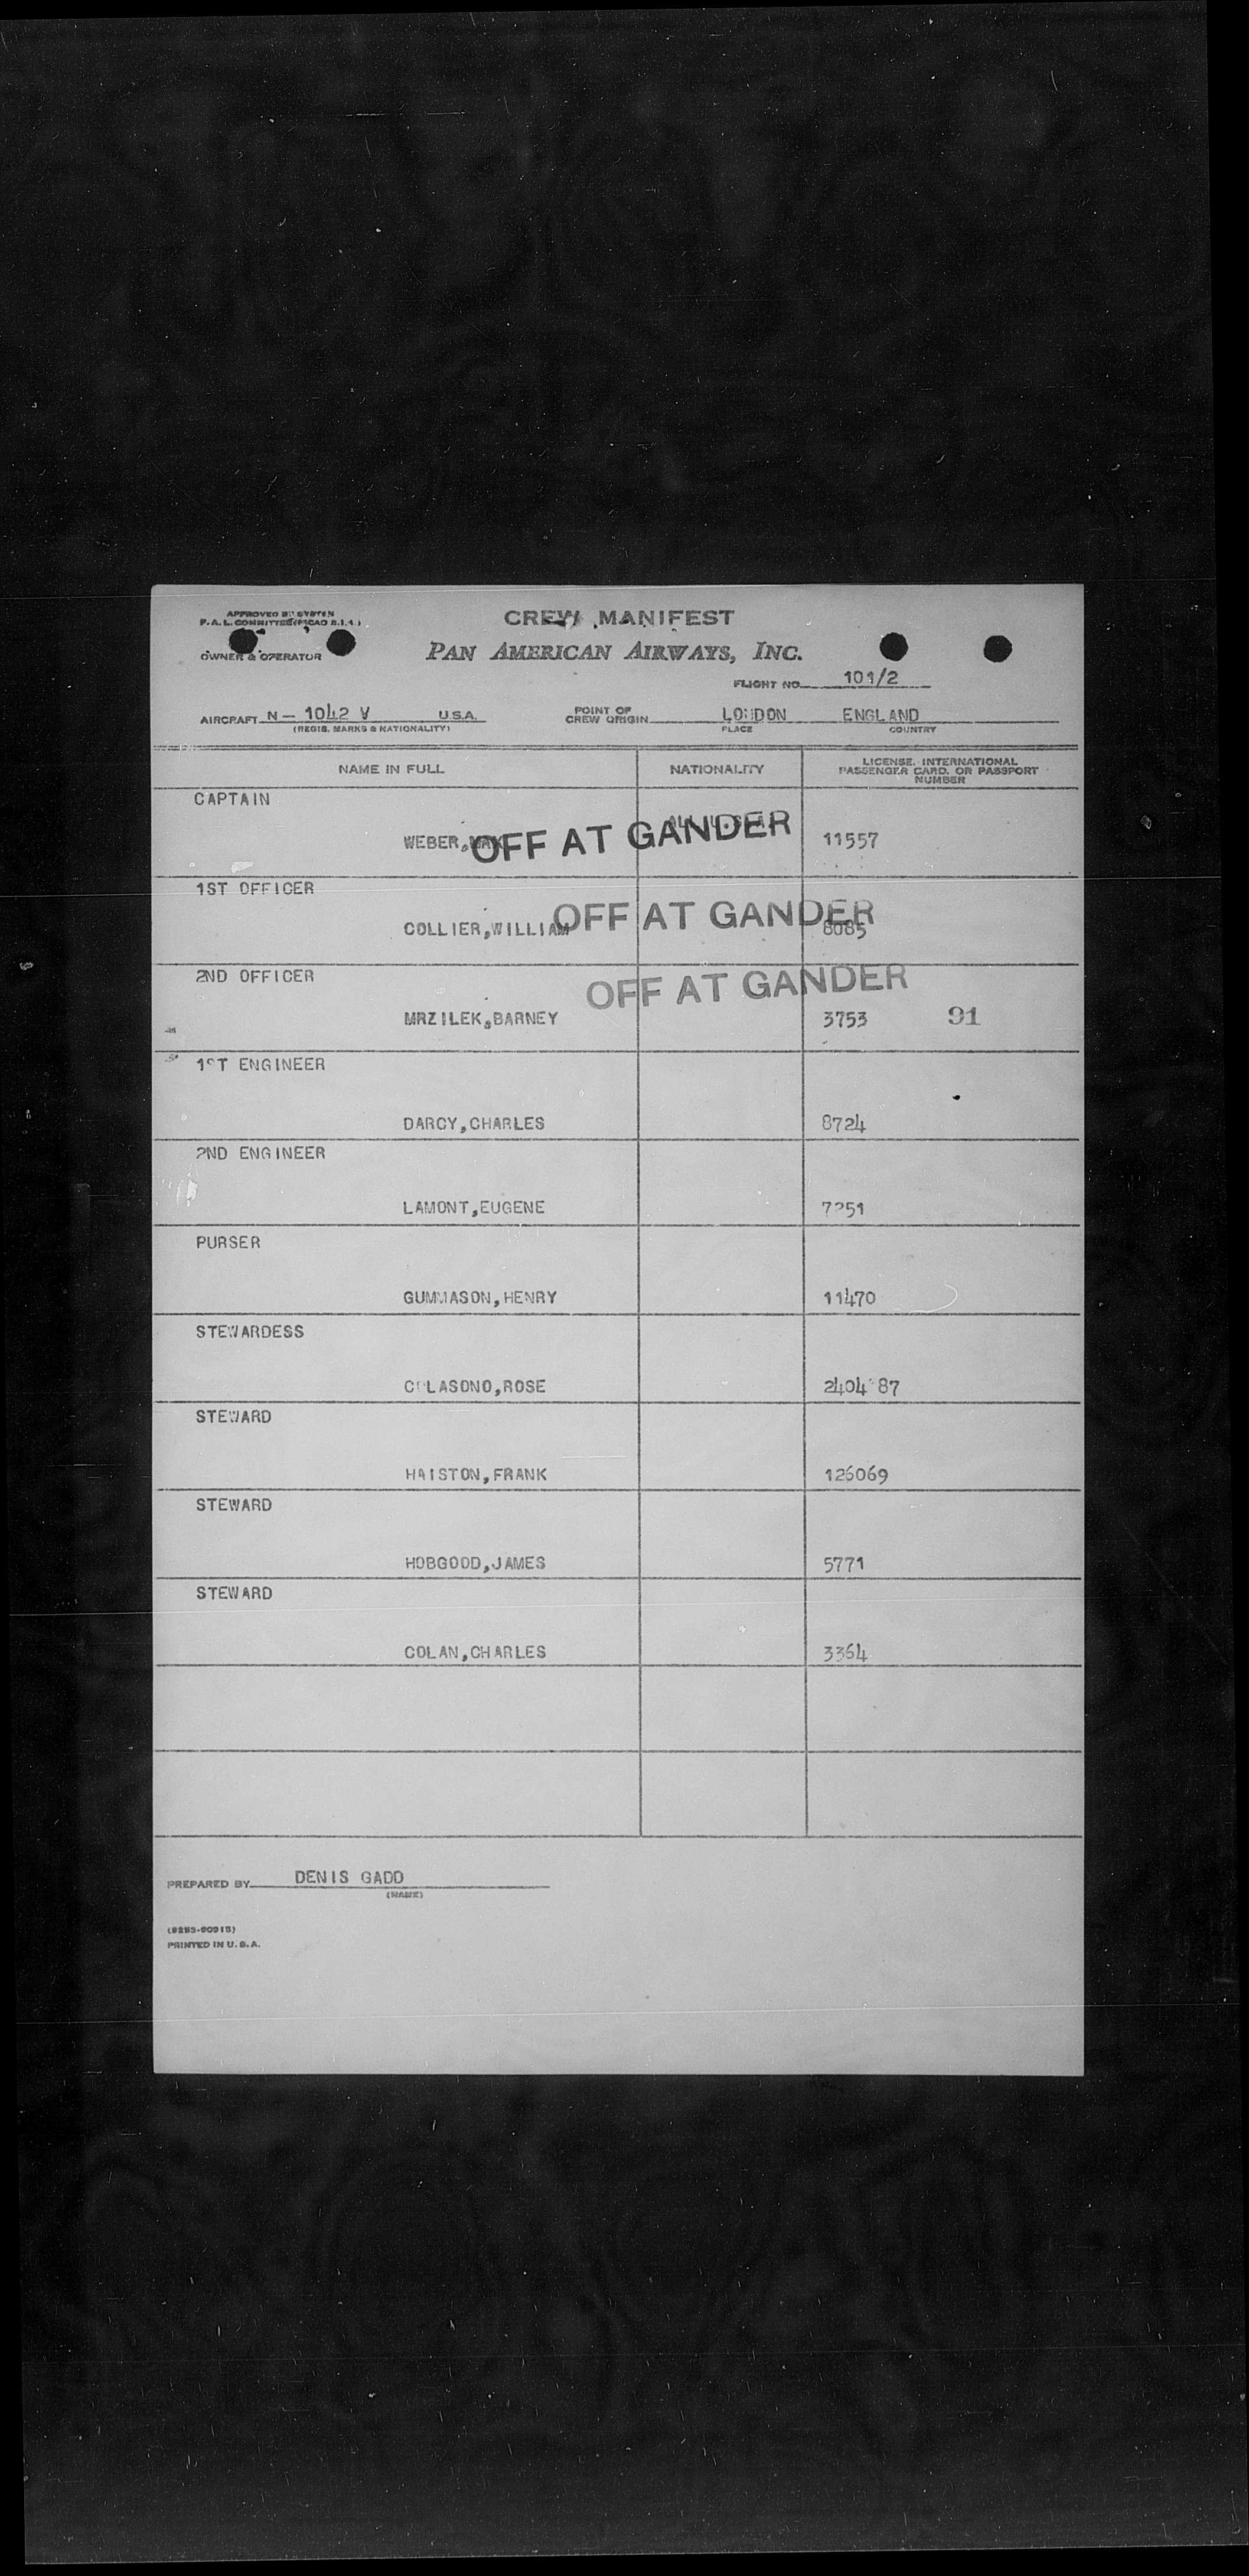 APPROVED BY SYSTEM
CREW MANIFEST
P.A.L. COMMITTEE (PICAO B.I.4.)
OWNER & OPERATOR
PAN AMERICAN AIRWAYS, INC.
FLIGHT NO. 101/2
AIRCRAFT N- 1042 V U.S.A. POINT OF CREW ORIGIN LONDON ENGLAND
(REGIS. MARKS & NATIONALITY) PLACE COUNTRY
NAME IN FULL NATIONALITY LICENSE. INTERNATIONAL PASSENGER CARD. OR PASSPORT NUMBER
CAPTAIN
WEBER, OFF AT GANDER 11557
1ST OFFICER
COLLIER,WILLIAM OFF AT GANDER 8085
2ND OFFICER
OFF AT GANDER
MRZILEK,BARNEY 3753 91
1ST ENGINEER
DARCY,CHARLES 8724
2ND ENGINEER
LAMONT,EUGENE 7251
PURSER
GUMMASON,HENRY 11470
STEWARDESS
ROSE
STEWARD
HAISTON,FRANK 126069
STEWARD
HOBGOOD,JAMES 5771
STEWARD
COLAN,CHARLES 3364
PREPARED BY DENIS GADD
(NAME)
PRINTED IN U.S.A.